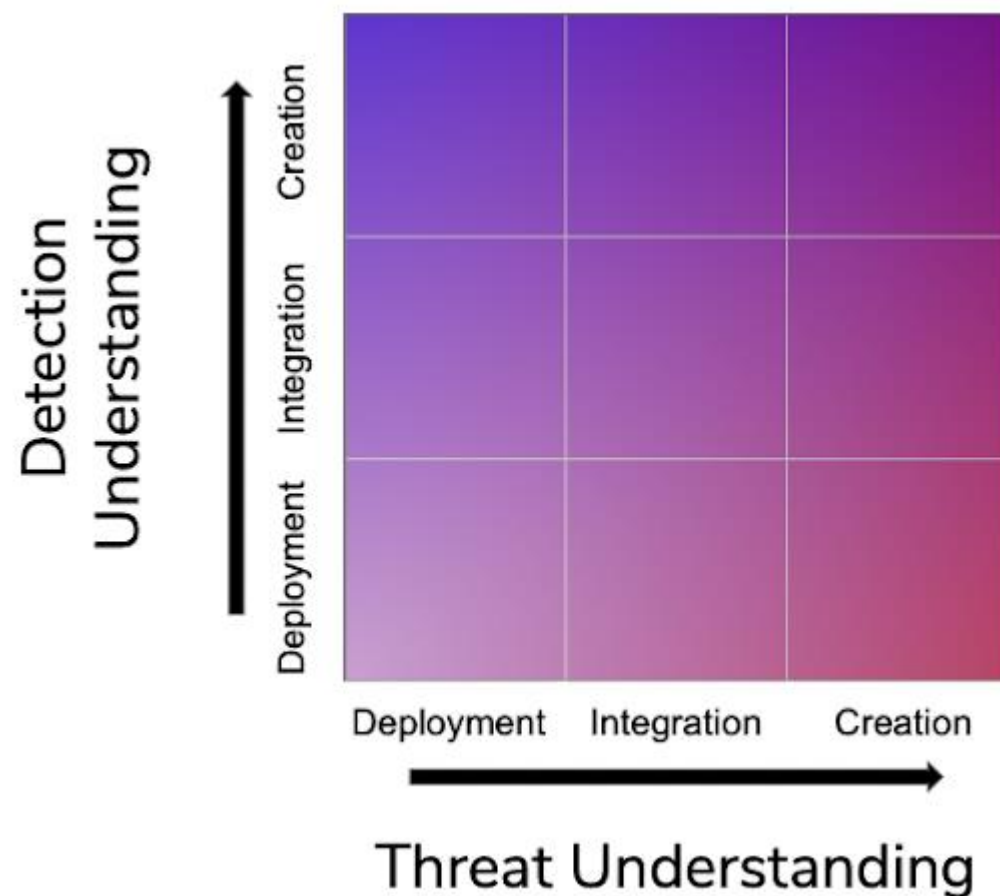 Detection
Understanding
Creation
Integration
Deployment
Deployment
Integration
Creation
Threat Understanding